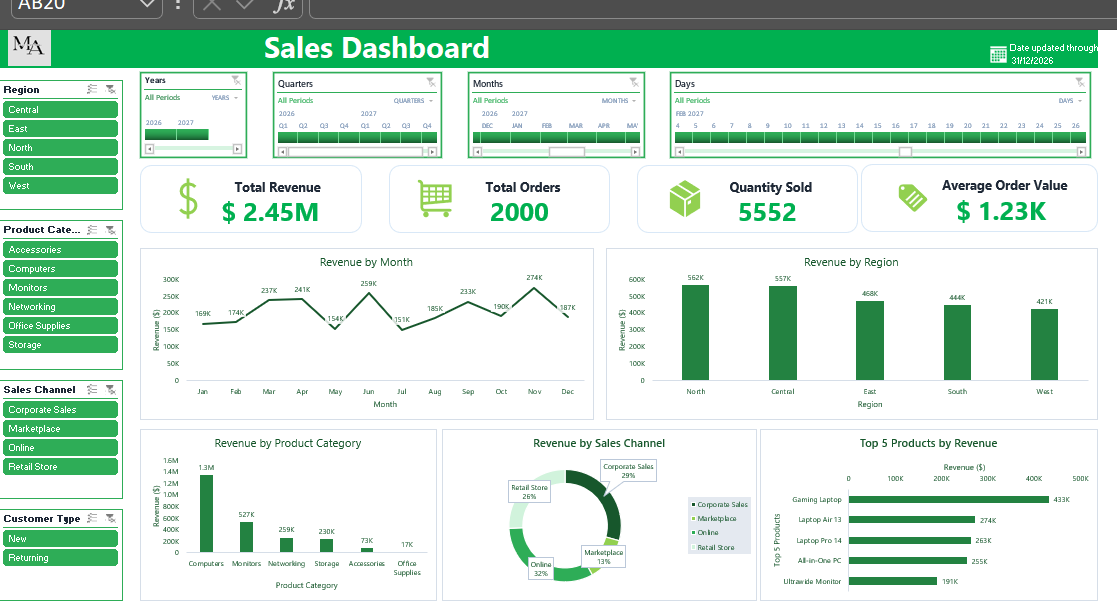 AB20
fx
MA
Sales Dashboard
Date updated through
31/12/2026
Region
Central
East
North
South
West
Product Cate...
Accessories
Computers
Monitors
Networking
Office Supplies
Storage
Sales Channel
Corporate Sales
Marketplace
Online
Retail Store
Customer Type
New
Returning
Years
All Periods
YEARS
2026 2027
Quarters
All Periods
QUARTERS
2026 2027
Q1 Q2 Q3 Q4 Q1 Q2 Q3 Q4
Months
All Periods
MONTHS
2026 2027
DEC JAN FEB MAR APR MA
Days
All Periods
DAYS
FEB 2027
4 5 6 7 8 9 10 11 12 13 14 15 16 17 18 19 20 21 22 23 24 25 26
Total Revenue
$ 2.45M
Total Orders
2000
Quantity Sold
5552
Average Order Value
$ 1.23K
Revenue by Month
Revenue ($)
300K
250K
200K
150K
100K
50K
0
169K 174K 237K 241K 154K 259K 151K 185K 233K 190K 274K 187K
Jan Feb Mar Apr May Jun Jul Aug Sep Oct Nov Dec
Month
Revenue by Region
Revenue ($)
600K
500K
400K
300K
200K
100K
0
562K 557K 468K 444K 421K
North Central East South West
Region
Revenue by Product Category
Revenue ($)
1.6M
1.4M
1.2M
1.0M
800K
600K
400K
200K
0
1.3M 527K 259K 230K 73K 17K
Computers Monitors Networking Storage Accessories Office
Supplies
Product Category
Revenue by Sales Channel
Corporate Sales
29%
Retail Store
26%
Marketplace
13%
Online
32%
Corporate Sales
Marketplace
Online
Retail Store
Top 5 Products by Revenue
Revenue ($)
0 100K 200K 300K 400K 500K
Top 5 Products
Gaming Laptop 433K
Laptop Air 13 274K
Laptop Pro 14 263K
All-in-One PC 255K
Ultrawide Monitor 191K